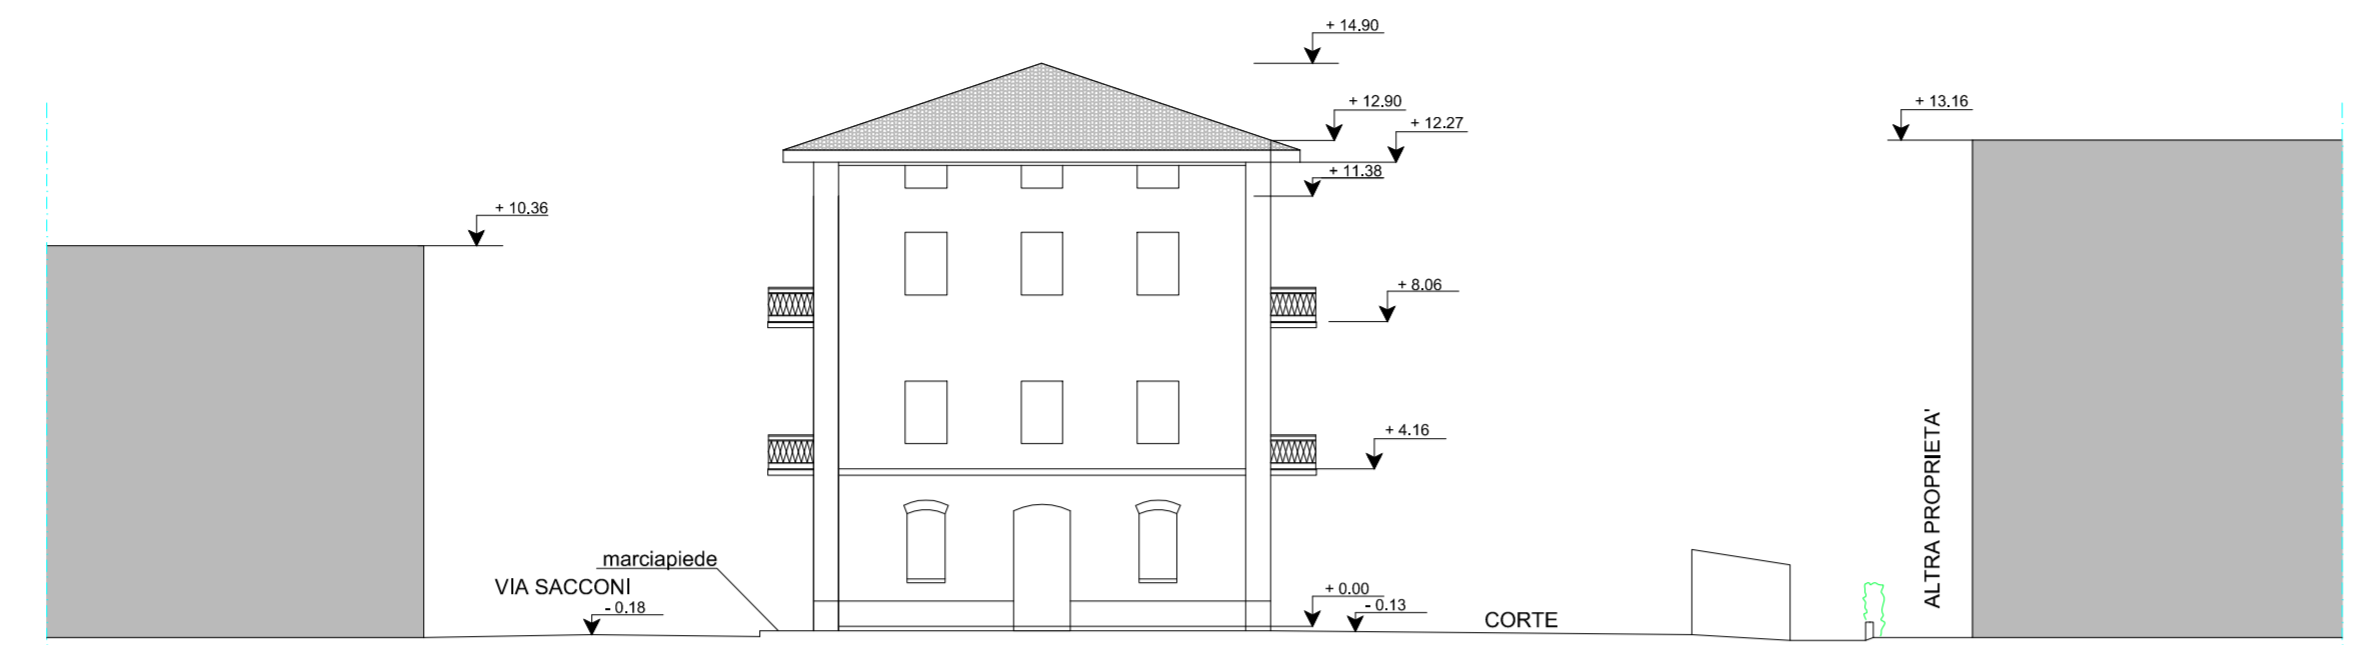 + 14.90
+ 12.90
+ 13.16
+ 12.27
+ 11.38
+ 10.36
+ 8.06
+ 4.16
ALTRA PROPRIETA'
marciapiede
VIA SACCONI
- 0.18
+ 0.00
- 0.13
CORTE